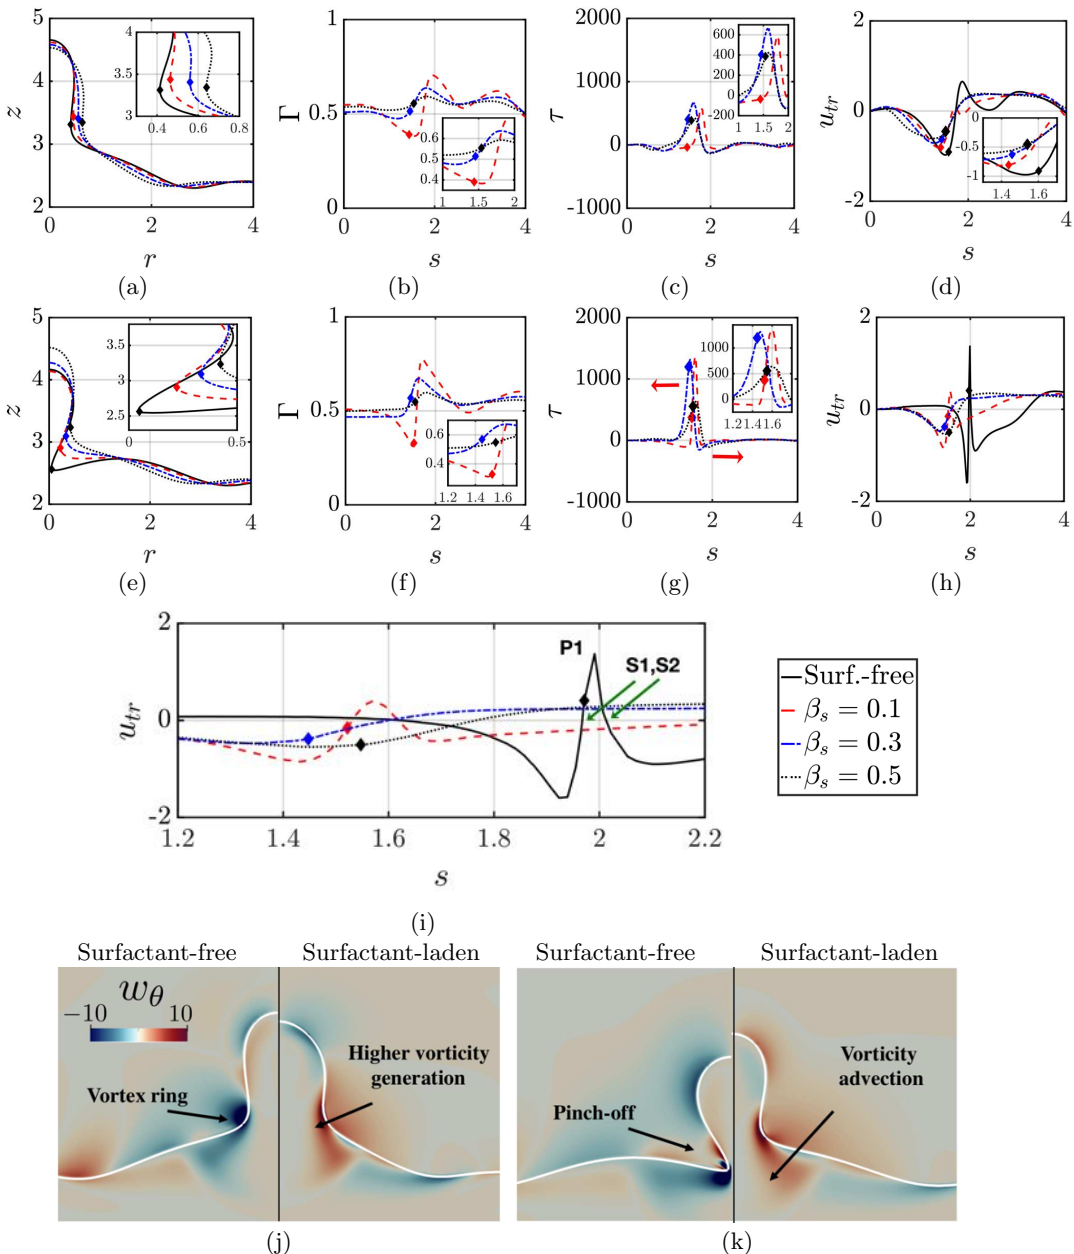 5
4
3
2
0
2
4
z
r
4
3.5
3
0.4
0.6
0.8
(a)
1
0.5
0
0
2
4
Γ
s
0.6
0.5
0.4
1
1.5
2
(b)
2000
1000
0
-1000
0
2
4
τ
s
600
400
200
0
-200
1
1.5
2
(c)
2
0
-2
0
2
4
u_tr
s
0
-0.5
-1
1.4
1.6
(d)
5
4
3
2
0
2
4
z
r
3.5
3
2.5
0
0.5
(e)
1
0.5
0
0
2
4
Γ
s
0.6
0.4
1.2
1.4
1.6
(f)
2000
1000
0
-1000
0
2
4
τ
s
1000
500
0
1.2
1.4
1.6
(g)
2
0
-2
0
2
4
u_tr
s
(h)
2
0
-2
1.2
1.4
1.6
1.8
2
2.2
u_tr
s
P1
S1,S2
(i)
Surf.-free
β_s = 0.1
β_s = 0.3
β_s = 0.5
Surfactant-free
Surfactant-laden
w_θ
−10
10
Vortex ring
Higher vorticity
generation
(j)
Surfactant-free
Surfactant-laden
Pinch-off
Vorticity
advection
(k)